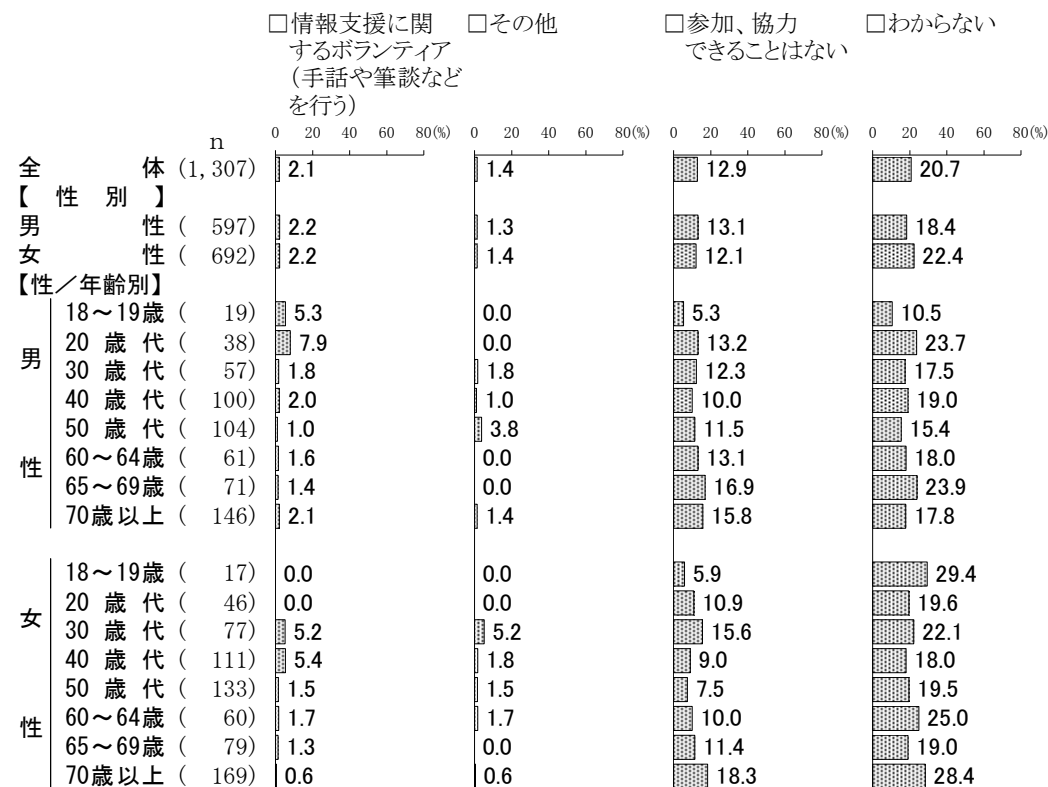 □情報支援に関 □その他 □参加、協力 □わからない
するボランティア できることはない
（手話や筆談など
を行う）
n 0 20 40 60 80(%) 0 20 40 60 80(%) 0 20 40 60 80(%) 0 20 40 60 80(%)
全体 (1,307) 2.1 1.4 12.9 20.7
【性別】
男性 ( 597) 2.2 1.3 13.1 18.4
女性 ( 692) 2.2 1.4 12.1 22.4
【性／年齢別】
18～19歳 ( 19) 5.3 0.0 5.3 10.5
20歳代 ( 38) 7.9 0.0 13.2 23.7
男 30歳代 ( 57) 1.8 1.8 12.3 17.5
40歳代 ( 100) 2.0 1.0 10.0 19.0
50歳代 ( 104) 1.0 3.8 11.5 15.4
性 60～64歳 ( 61) 1.6 0.0 13.1 18.0
65～69歳 ( 71) 1.4 0.0 16.9 23.9
70歳以上 ( 146) 2.1 1.4 15.8 17.8
18～19歳 ( 17) 0.0 0.0 5.9 29.4
20歳代 ( 46) 0.0 0.0 10.9 19.6
女 30歳代 ( 77) 5.2 5.2 15.6 22.1
40歳代 ( 111) 5.4 1.8 9.0 18.0
50歳代 ( 133) 1.5 1.5 7.5 19.5
性 60～64歳 ( 60) 1.7 1.7 10.0 25.0
65～69歳 ( 79) 1.3 0.0 11.4 19.0
70歳以上 ( 169) 0.6 0.6 18.3 28.4